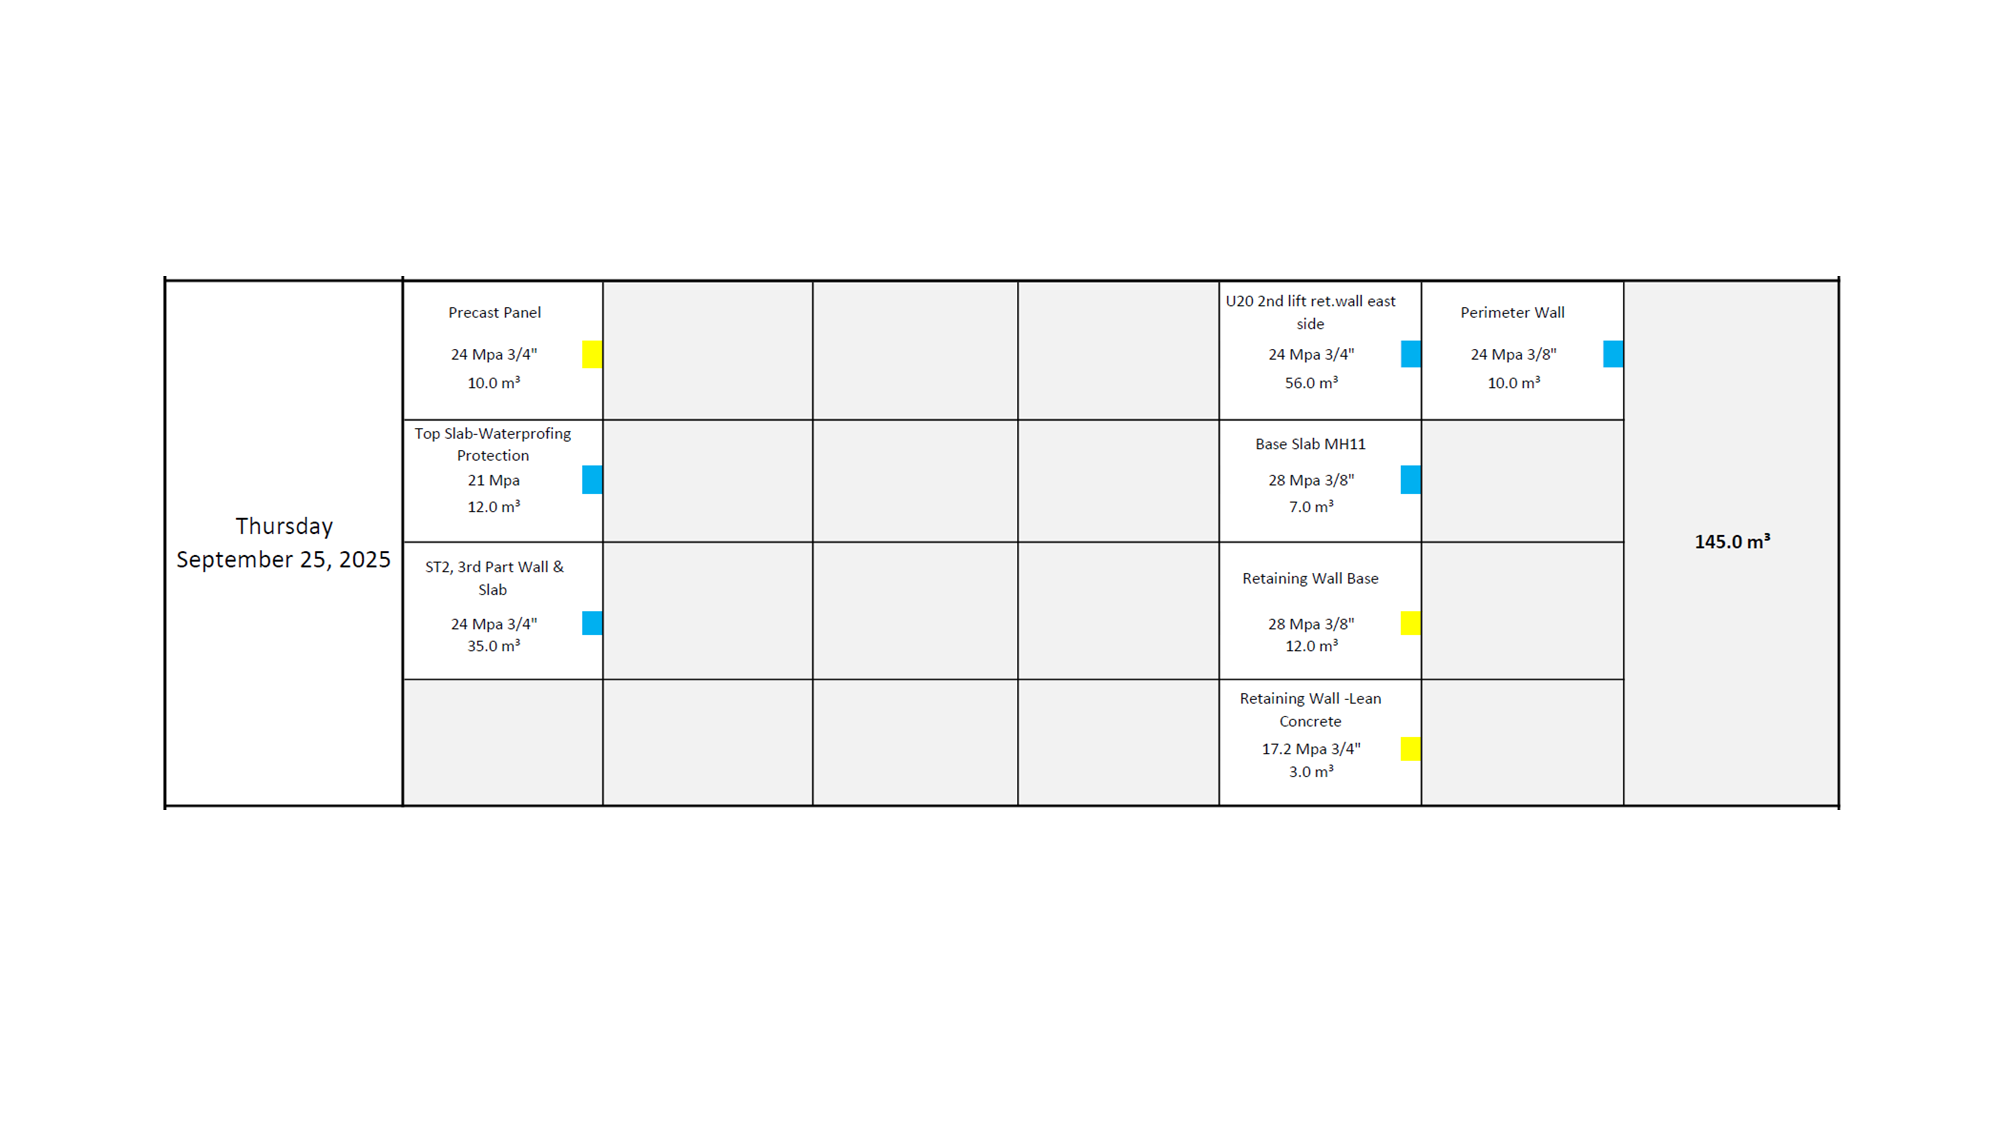 Thursday
September 25, 2025
Precast Panel
24 Mpa 3/4"
10.0 m³
U20 2nd lift ret.wall east
side
24 Mpa 3/4"
56.0 m³
Perimeter Wall
24 Mpa 3/8"
10.0 m³
Top Slab-Waterprofing
Protection
21 Mpa
12.0 m³
Base Slab MH11
28 Mpa 3/8"
7.0 m³
ST2, 3rd Part Wall &
Slab
24 Mpa 3/4"
35.0 m³
Retaining Wall Base
28 Mpa 3/8"
12.0 m³
Retaining Wall -Lean
Concrete
17.2 Mpa 3/4"
3.0 m³
145.0 m³